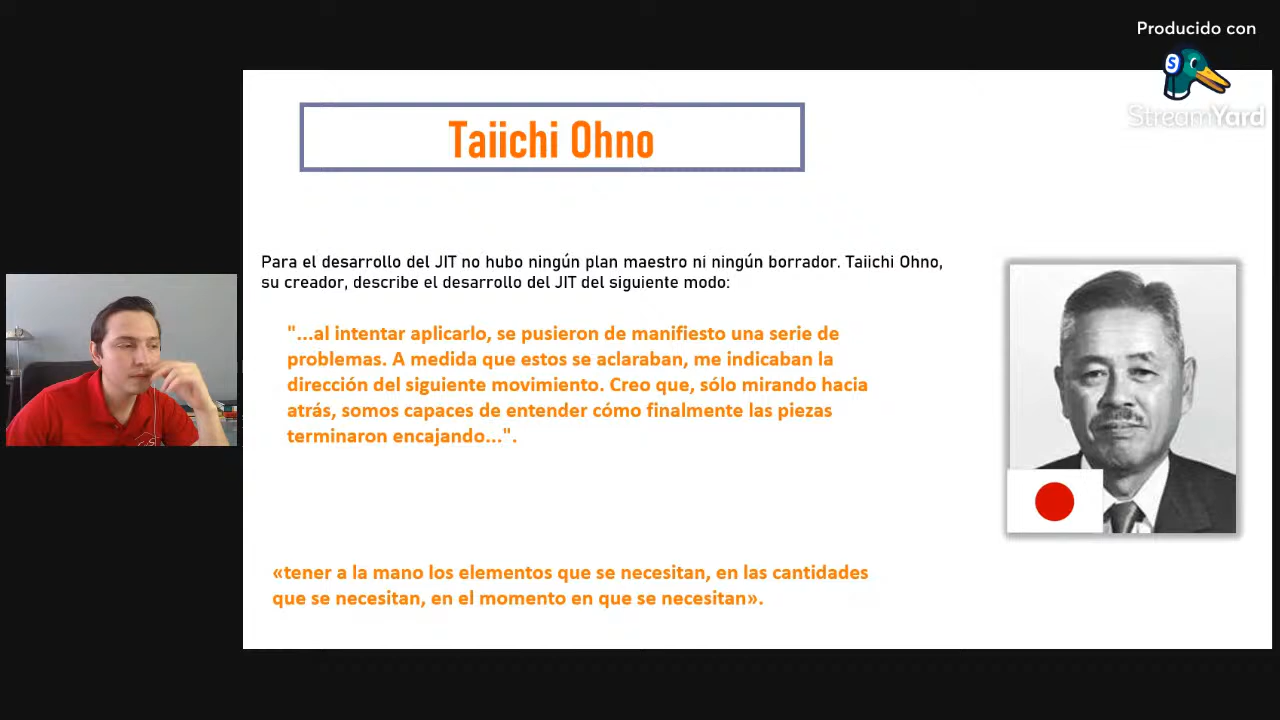 Producido con
StreamYard
Taiichi Ohno
Para el desarrollo del JIT no hubo ningún plan maestro ni ningún borrador. Taiichi Ohno,
su creador, describe el desarrollo del JIT del siguiente modo:
"...al intentar aplicarlo, se pusieron de manifiesto una serie de
problemas. A medida que estos se aclaraban, me indicaban la
dirección del siguiente movimiento. Creo que, sólo mirando hacia
atrás, somos capaces de entender cómo finalmente las piezas
terminaron encajando...".
«tener a la mano los elementos que se necesitan, en las cantidades
que se necesitan, en el momento en que se necesitan».